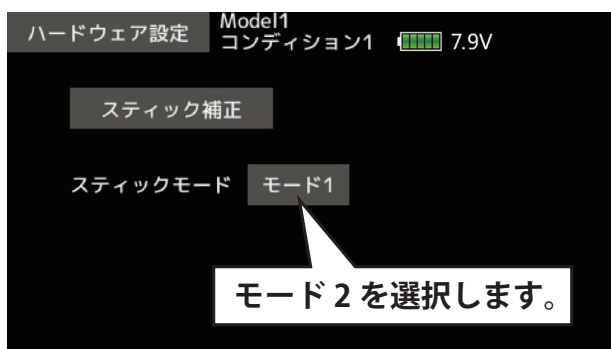 ハードウェア設定
Model1
コンディション1 7.9V
スティック補正
スティックモード モード1
モード 2 を選択します。